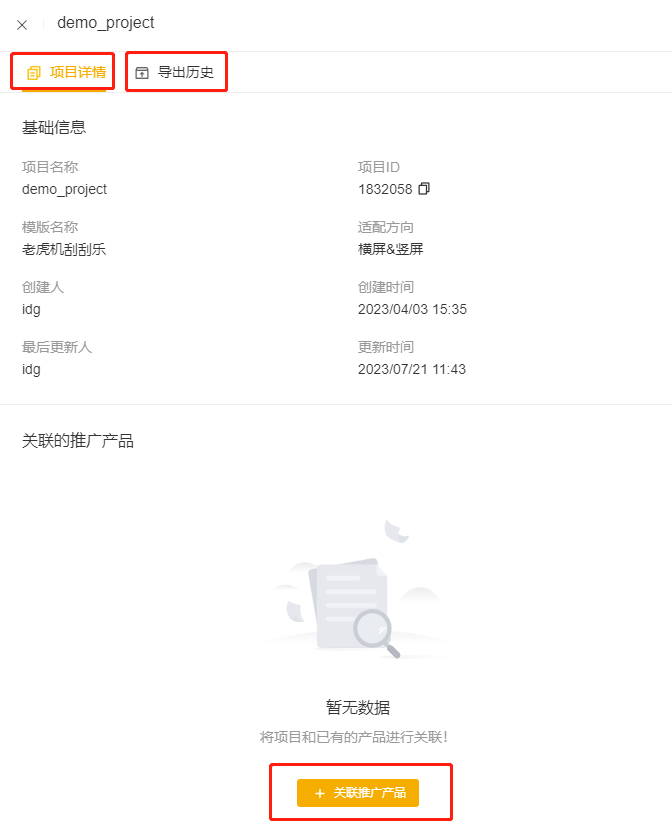 demo_project
项目详情 导出历史
基础信息
项目名称 项目ID
demo_project 1832058
模版名称 适配方向
老虎机刮刮乐 横屏&竖屏
创建人 创建时间
idg 2023/04/03 15:35
最后更新人 更新时间
idg 2023/07/21 11:43
关联的推广产品
暂无数据
将项目和已有的产品进行关联!
+ 关联推广产品